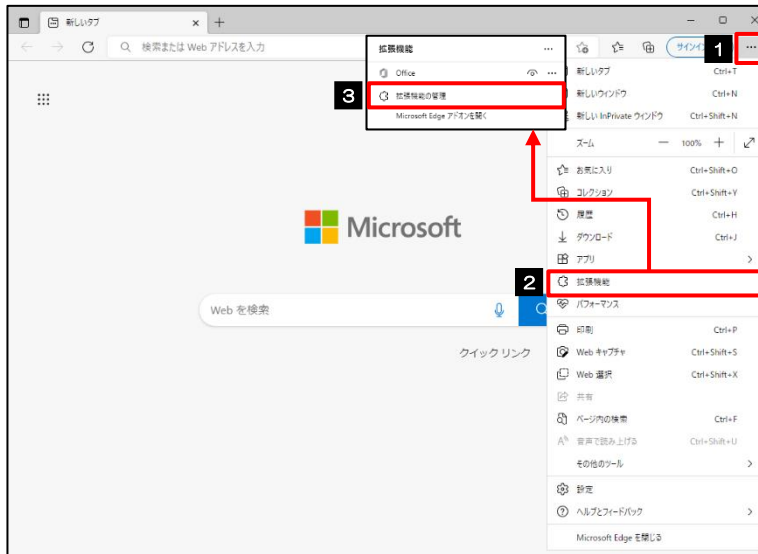 新しいタブ
検索または Web アドレスを入力
1
拡張機能
Office
3
拡張機能の管理
Microsoft Edge アドオンを開く
新しいタブ Ctrl+T
新しいウィンドウ Ctrl+N
新しい InPrivate ウィンドウ Ctrl+Shift+N
ズーム 100%
お気に入り Ctrl+Shift+O
コレクション Ctrl+Shift+Y
履歴 Ctrl+H
ダウンロード Ctrl+J
アプリ
2
拡張機能
パフォーマンス
印刷 Ctrl+P
Web キャプチャ Ctrl+Shift+S
Web 選択 Ctrl+Shift+X
共有
ページ内の検索 Ctrl+F
音声で読み上げる Ctrl+Shift+U
その他のツール
設定
ヘルプとフィードバック
Microsoft Edge を閉じる
Microsoft
Web を検索
クイック リンク